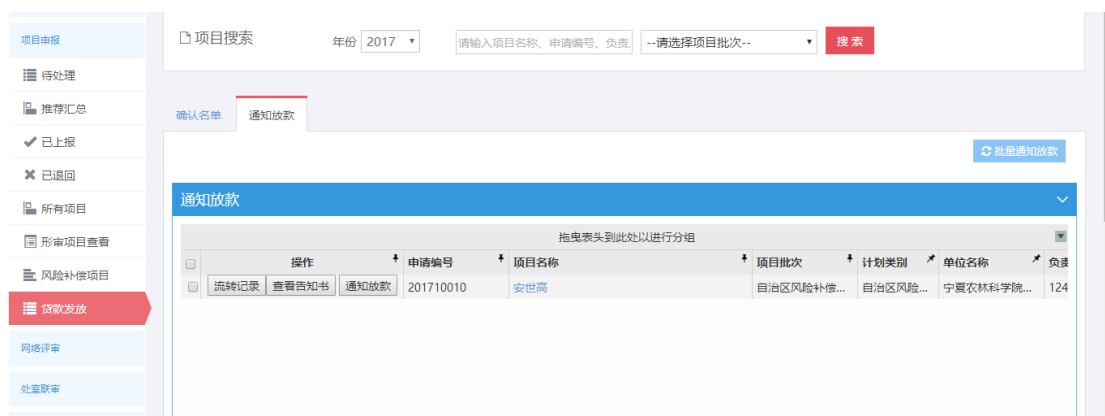 项目申报
待处理
推荐汇总
已上报
已退回
所有项目
形审项目查看
风险补偿项目
贷款发放
网络评审
处室联审
项目搜索 年份 2017 请输入项目名称、申请编号、负责 --请选择项目批次-- 搜索
确认名单 通知放款
批量通知放款
通知放款
拖曳表头到此处以进行分组
操作 申请编号 项目名称 项目批次 计划类别 单位名称 负责
流转记录 查看告知书 通知放款 201710010 安世高 自治区风险补偿... 自治区风险... 宁夏农林科学院... 124